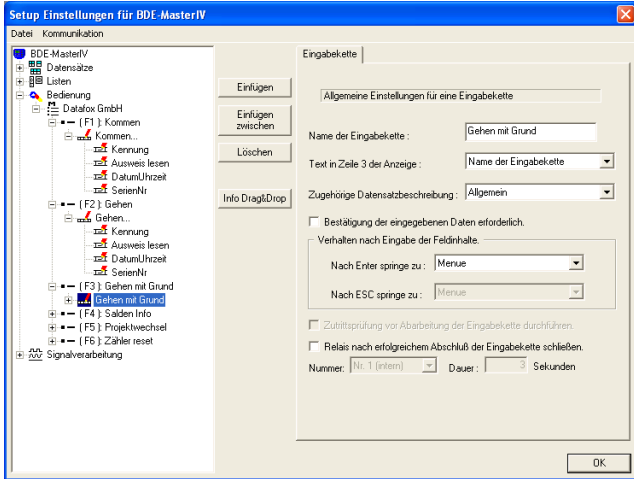 Setup Einstellungen für BDE-MasterIV
Datei Kommunikation
BDE-MasterIV
Datensätze
Listen
Bedienung
Datafox GmbH
( F1 ): Kommen
Kommen...
Kennung
Ausweis lesen
DatumUhrzeit
SerienNr
( F2 ): Gehen
Gehen...
Kennung
Ausweis lesen
DatumUhrzeit
SerienNr
( F3 ): Gehen mit Grund
Gehen mit Grund
( F4 ): Salden Info
( F5 ): Projektwechsel
( F6 ): Zähler reset
Signalverarbeitung
Einfügen
Einfügen
zwischen
Löschen
Info Drag&Drop
Eingabekette
Allgemeine Einstellungen für eine Eingabekette
Name der Eingabekette : Gehen mit Grund
Text in Zeile 3 der Anzeige : Name der Eingabekette
Zugehörige Datensatzbeschreibung : Allgemein
Bestätigung der eingegebenen Daten erforderlich.
Verhalten nach Eingabe der Feldinhalte.
Nach Enter springe zu : Menue
Nach ESC springe zu : Menue
Zutrittsprüfung vor Abarbeitung der Eingabekette durchführen.
Relais nach erfolgreichem Abschluß der Eingabekette schließen.
Nummer: Nr. 1 (intern) Dauer : 3 Sekunden
OK